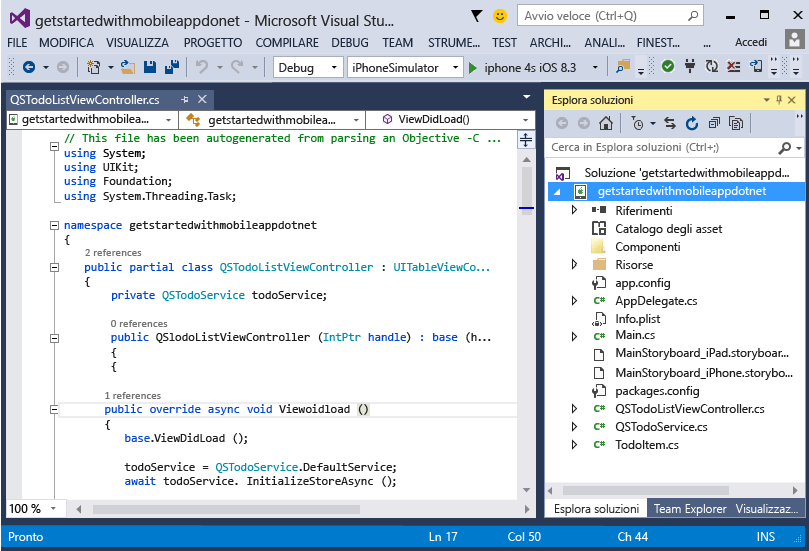 getstartedwithmobileappdonet - Microsoft Visual Stu...
Avvio veloce (Ctrl+Q)
FILE MODIFICA VISUALIZZA PROGETTO COMPILARE DEBUG TEAM STRUME... TEST ARCHI... ANALI... FINEST... ... Accedi
Debug iPhoneSimulator iphone 4s iOS 8.3
QSTodoListViewController.cs
getstartedwithmobilea... getstartedwithmobilea... ViewDidLoad()
// This file has been autogenerated from parsing an Objective -C ...
using System;
using UIKit;
using Foundation;
using System.Threading.Task;
namespace getstartedwithmobileappdotnet
{
2 references
public partial class QSTodoListViewController : UITableViewCo...
{
private QSTodoService todoService;
0 references
public QSlodoListViewController (IntPtr handle) : base (h...
{
{
1 references
public override async void Viewoidload ()
{
base.ViewDidLoad ();
todoService = QSTodoService.DefaultService;
await todoService. InitializeStoreAsync ();
100 %
Esplora soluzioni
Cerca in Esplora soluzioni (Ctrl+;)
Soluzione 'getstartedwithmobileappd...
getstartedwithmobileappdotnet
Riferimenti
Catalogo degli asset
Componenti
Risorse
app.config
C# AppDelegate.cs
Info.plist
C# Main.cs
MainStoryboard_iPad.storyboar...
MainStoryboard_iPhone.storybo...
packages.config
C# QSTodoListViewController.cs
C# QSTodoService.cs
C# TodoItem.cs
Esplora soluzioni Team Explorer Visualizzaz...
Pronto Ln 17 Col 50 Ch 44 INS